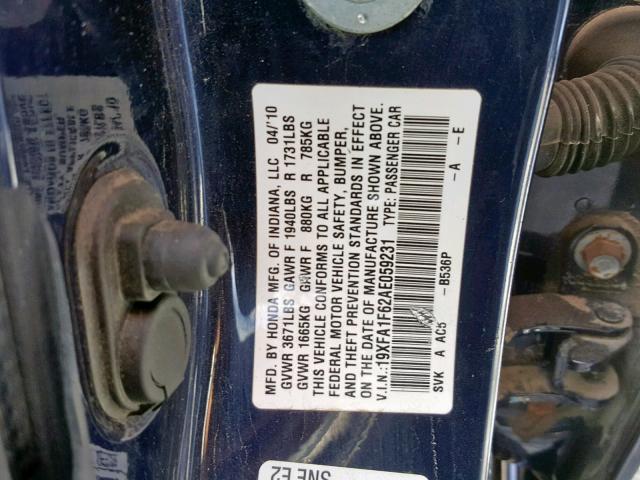 MFD. BY HONDA MFG. OF INDIANA, LLC 04/10
GVWR 3671LBS GAWR F 1940LBS R 1731LBS
GVWR 1665KG GAWR F 880KG R 785KG
THIS VEHICLE CONFORMS TO ALL APPLICABLE
FEDERAL MOTOR VEHICLE SAFETY, BUMPER,
AND THEFT PREVENTION STANDARDS IN EFFECT
ON THE DATE OF MANUFACTURE SHOWN ABOVE.
V.I.N.:19XFA1F62AE059231 TYPE: PASSENGER CAR
SVK A AC5 -B536P -A -E
SNE E2